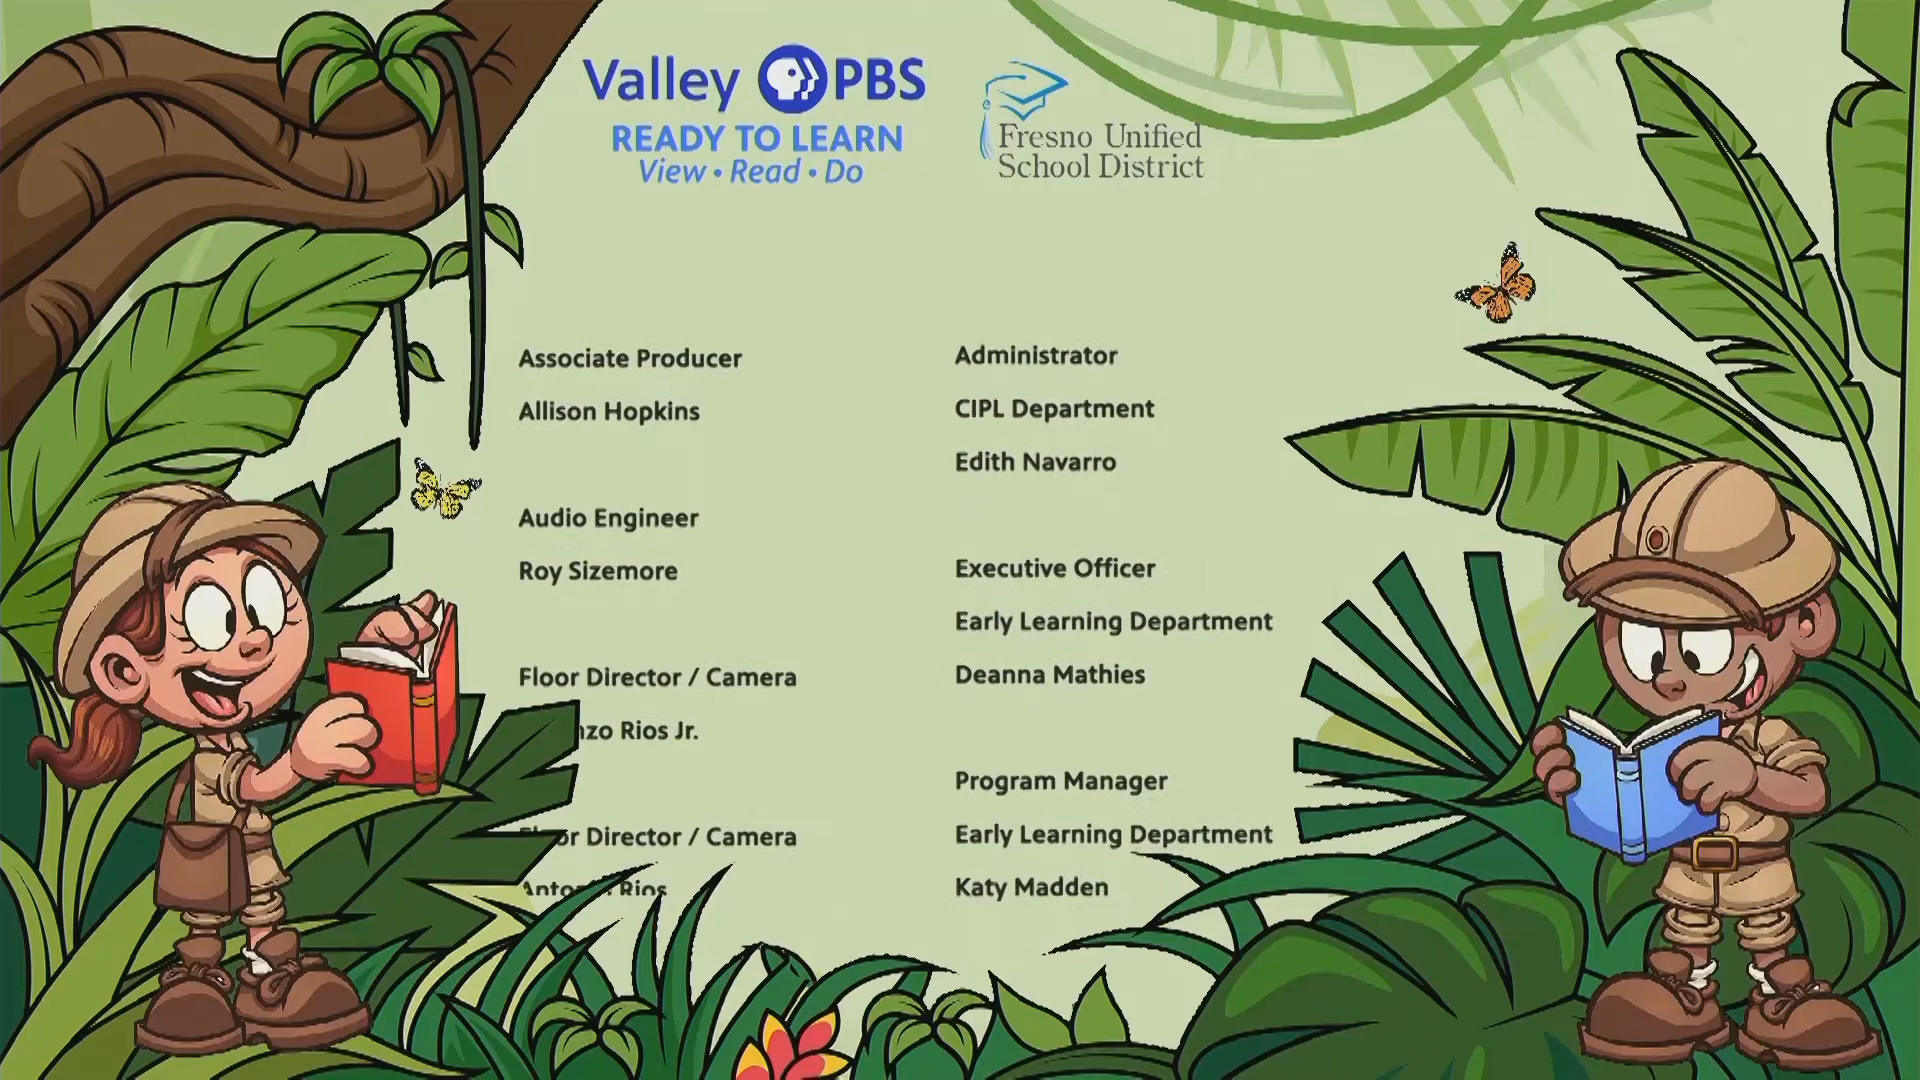 Valley PBS
READY TO LEARN
View • Read • Do
Fresno Unified
School District
Associate Producer
Allison Hopkins
Audio Engineer
Roy Sizemore
Floor Director / Camera
Rios Jr.
Floor Director / Camera
Rios
Administrator
CIPL Department
Edith Navarro
Executive Officer
Early Learning Department
Deanna Mathies
Program Manager
Early Learning Department
Katy Madden